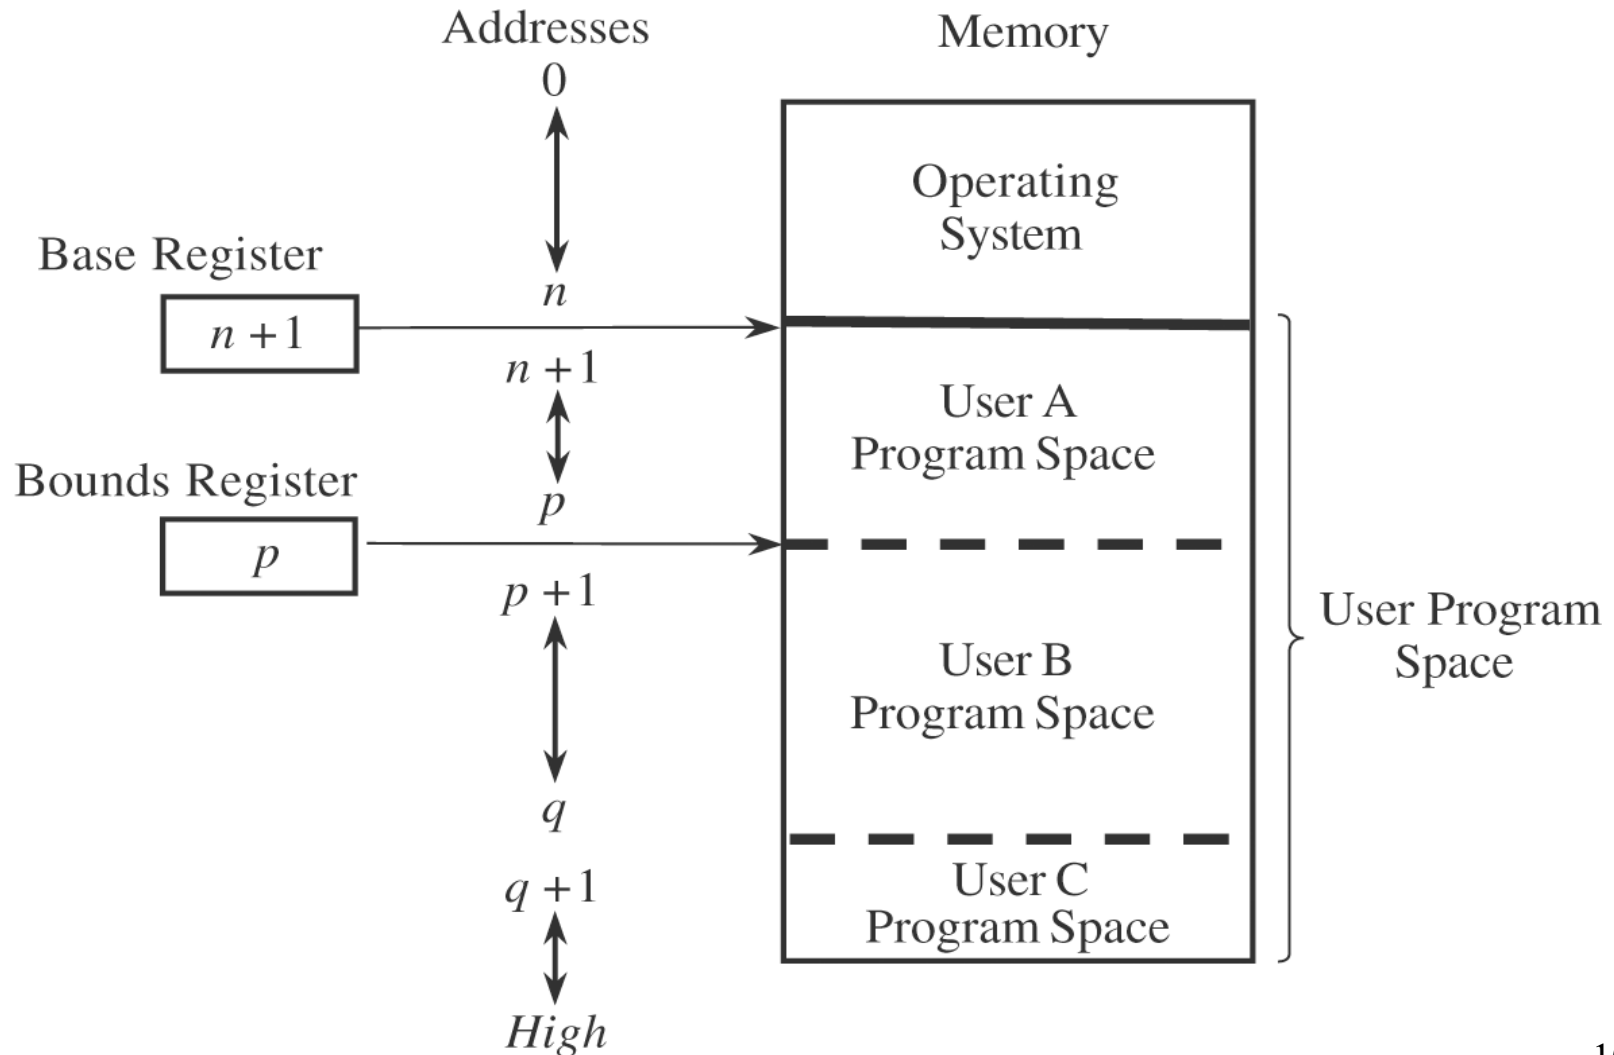 Addresses
Memory
0
Operating
System
Base Register
n
n + 1
n + 1
User A
Program Space
Bounds Register
p
p
p + 1
User B
Program Space
User Program
Space
q
q + 1
User C
Program Space
High